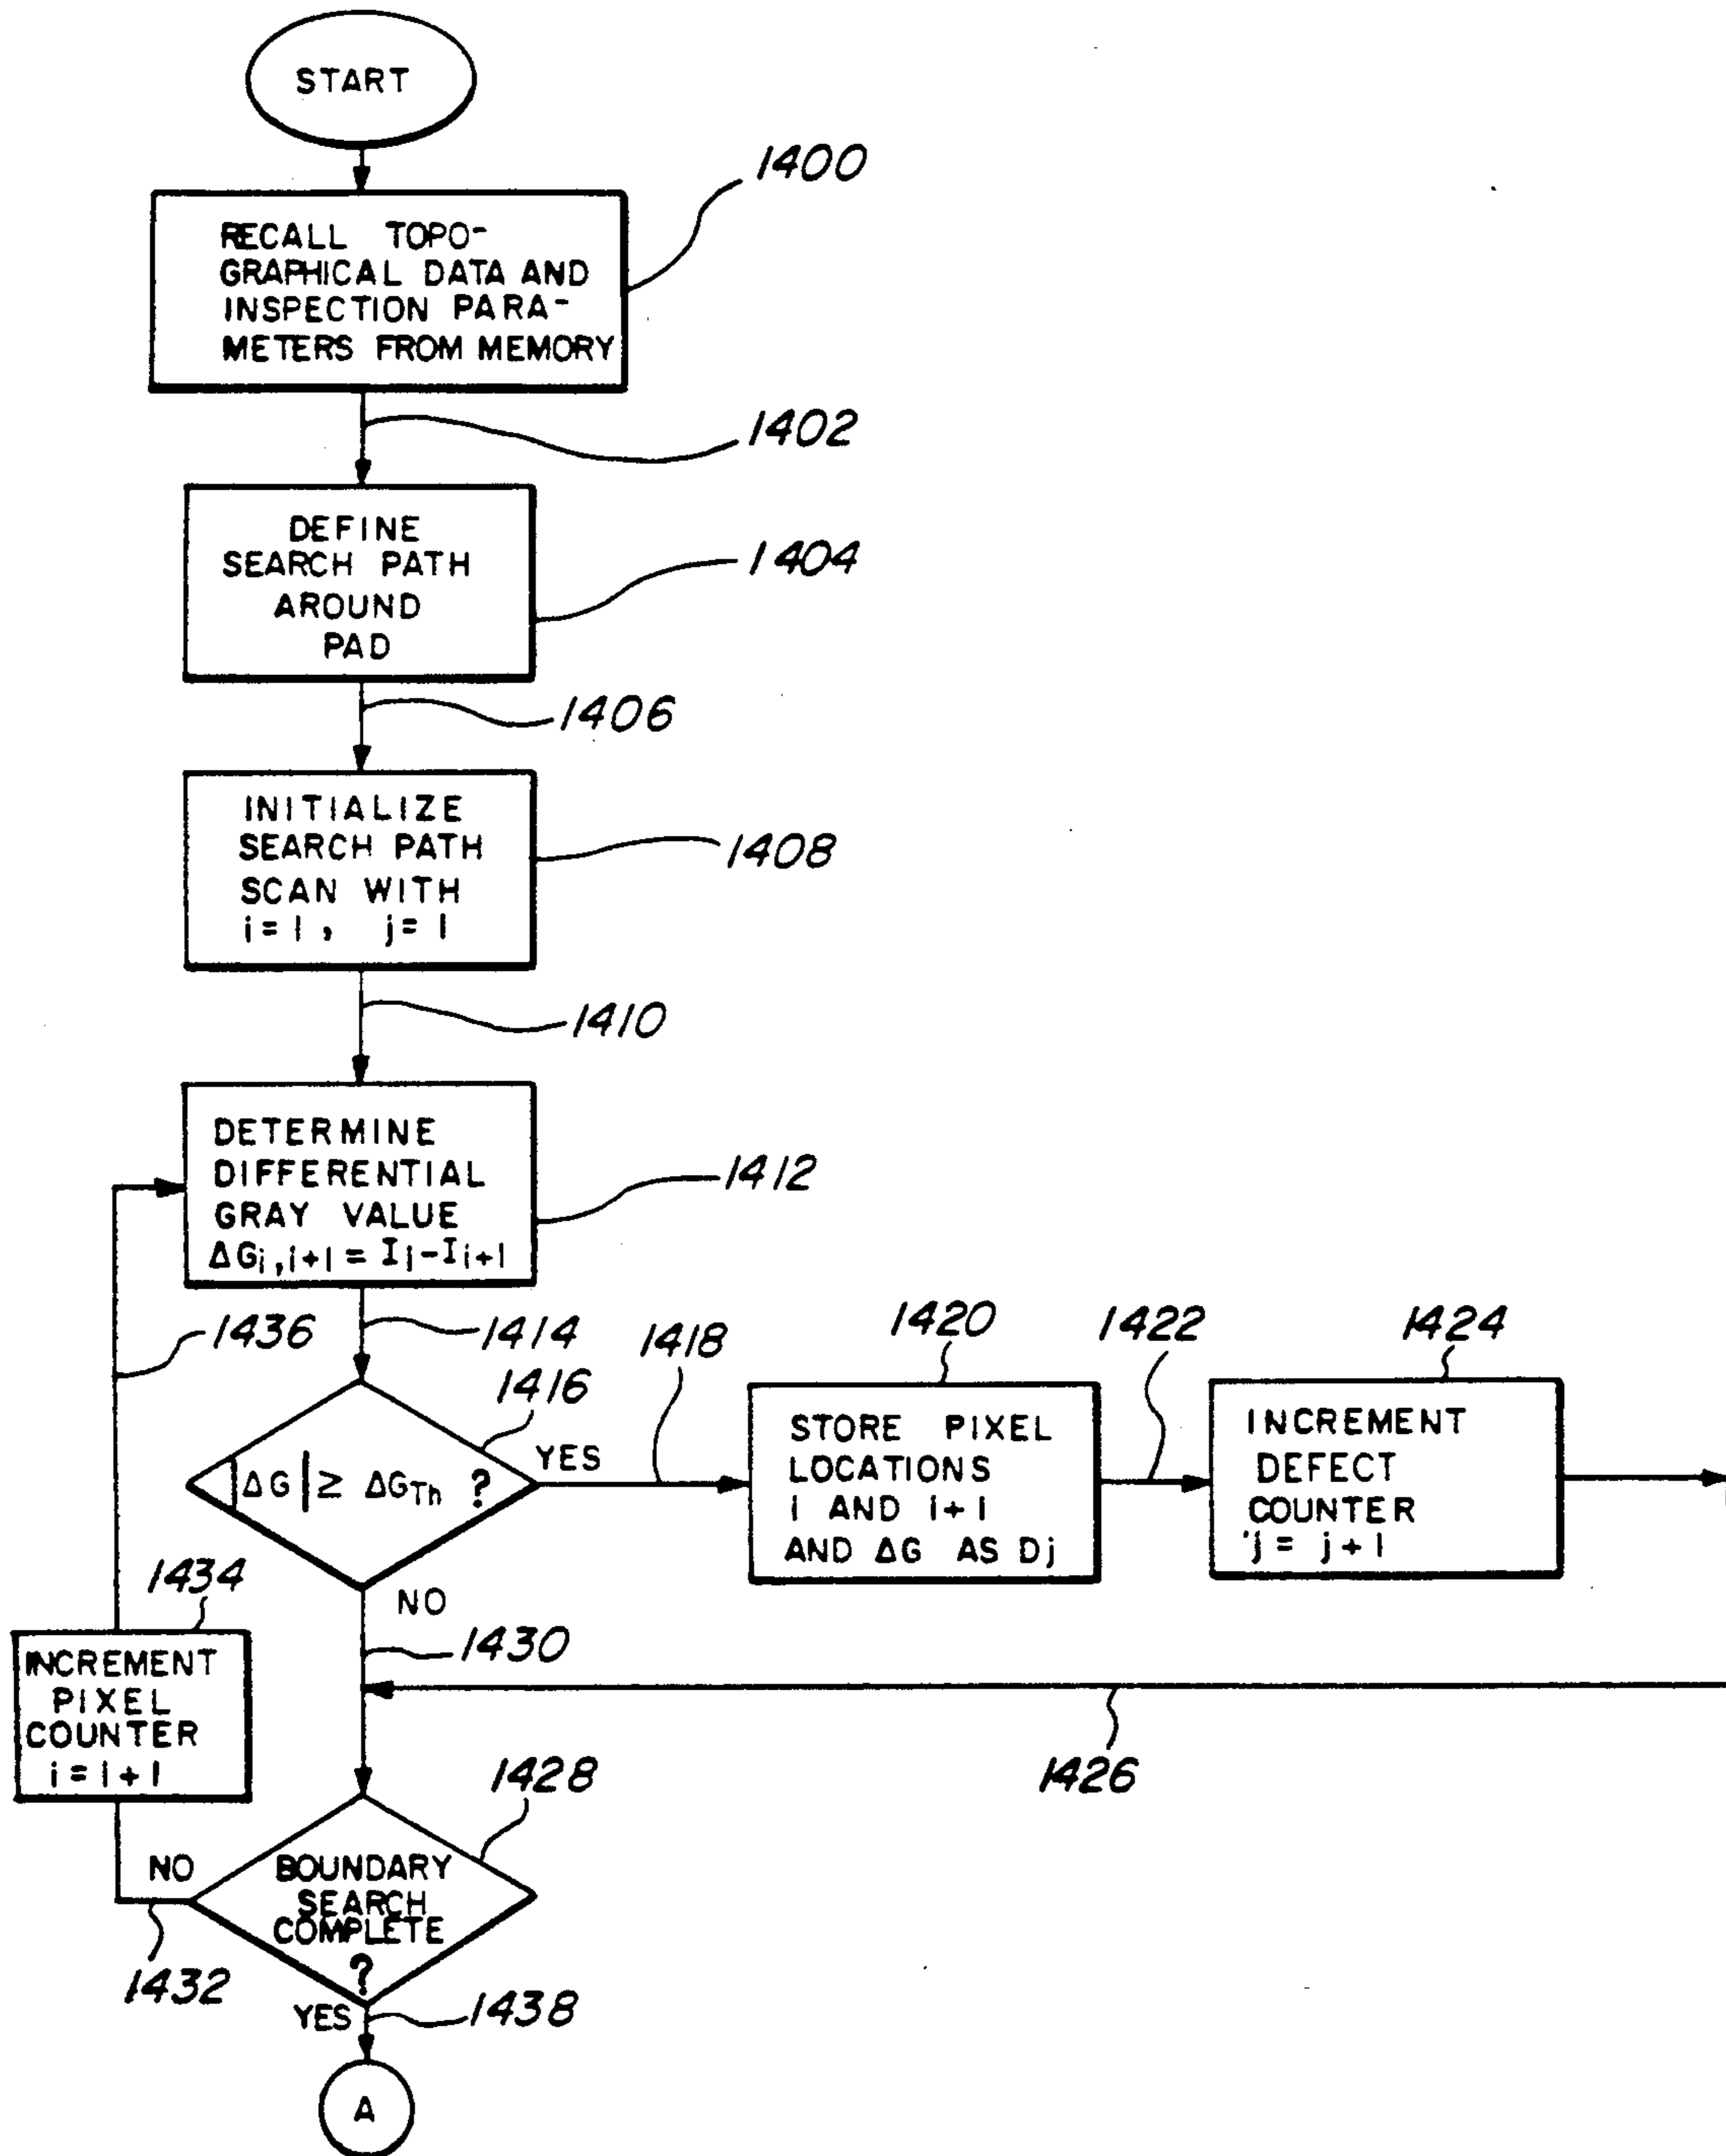 START
1400
RECALL TOPO-
GRAPHICAL DATA AND
INSPECTION PARA-
METERS FROM MEMORY
1402
DEFINE
SEARCH PATH
AROUND
PAD
1404
1406
INITIALIZE
SEARCH PATH
SCAN WITH
i = 1 , j = 1
1408
1410
DETERMINE
DIFFERENTIAL
GRAY VALUE
ΔGi,i+1 = Ii-Ii+1
1412
1436
1414
1416
|ΔG| ≥ ΔGTh ?
YES
1418
1420
STORE PIXEL
LOCATIONS
i AND i+1
AND ΔG AS Dj
1422
1424
INCREMENT
DEFECT
COUNTER
j = j+1
NO
1430
1426
1434
INCREMENT
PIXEL
COUNTER
i = i+1
1428
BOUNDARY
SEARCH
COMPLETE
?
NO
1432
YES
1438
A